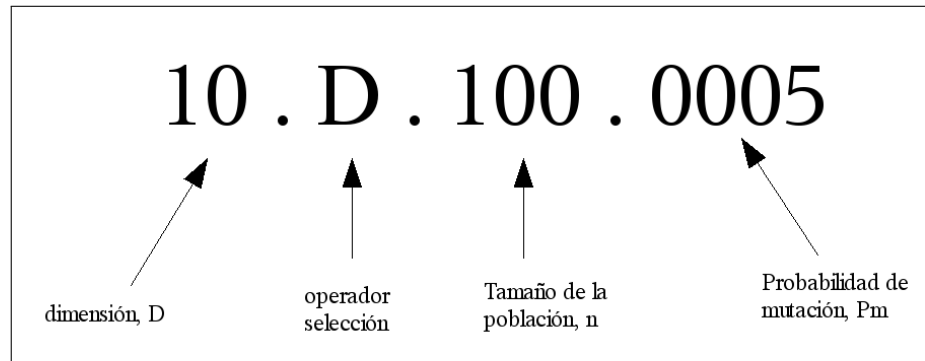 10 . D . 100 . 0005
dimensión, D
operador
selección
Tamaño de la
población, n
Probabilidad de
mutación, Pm